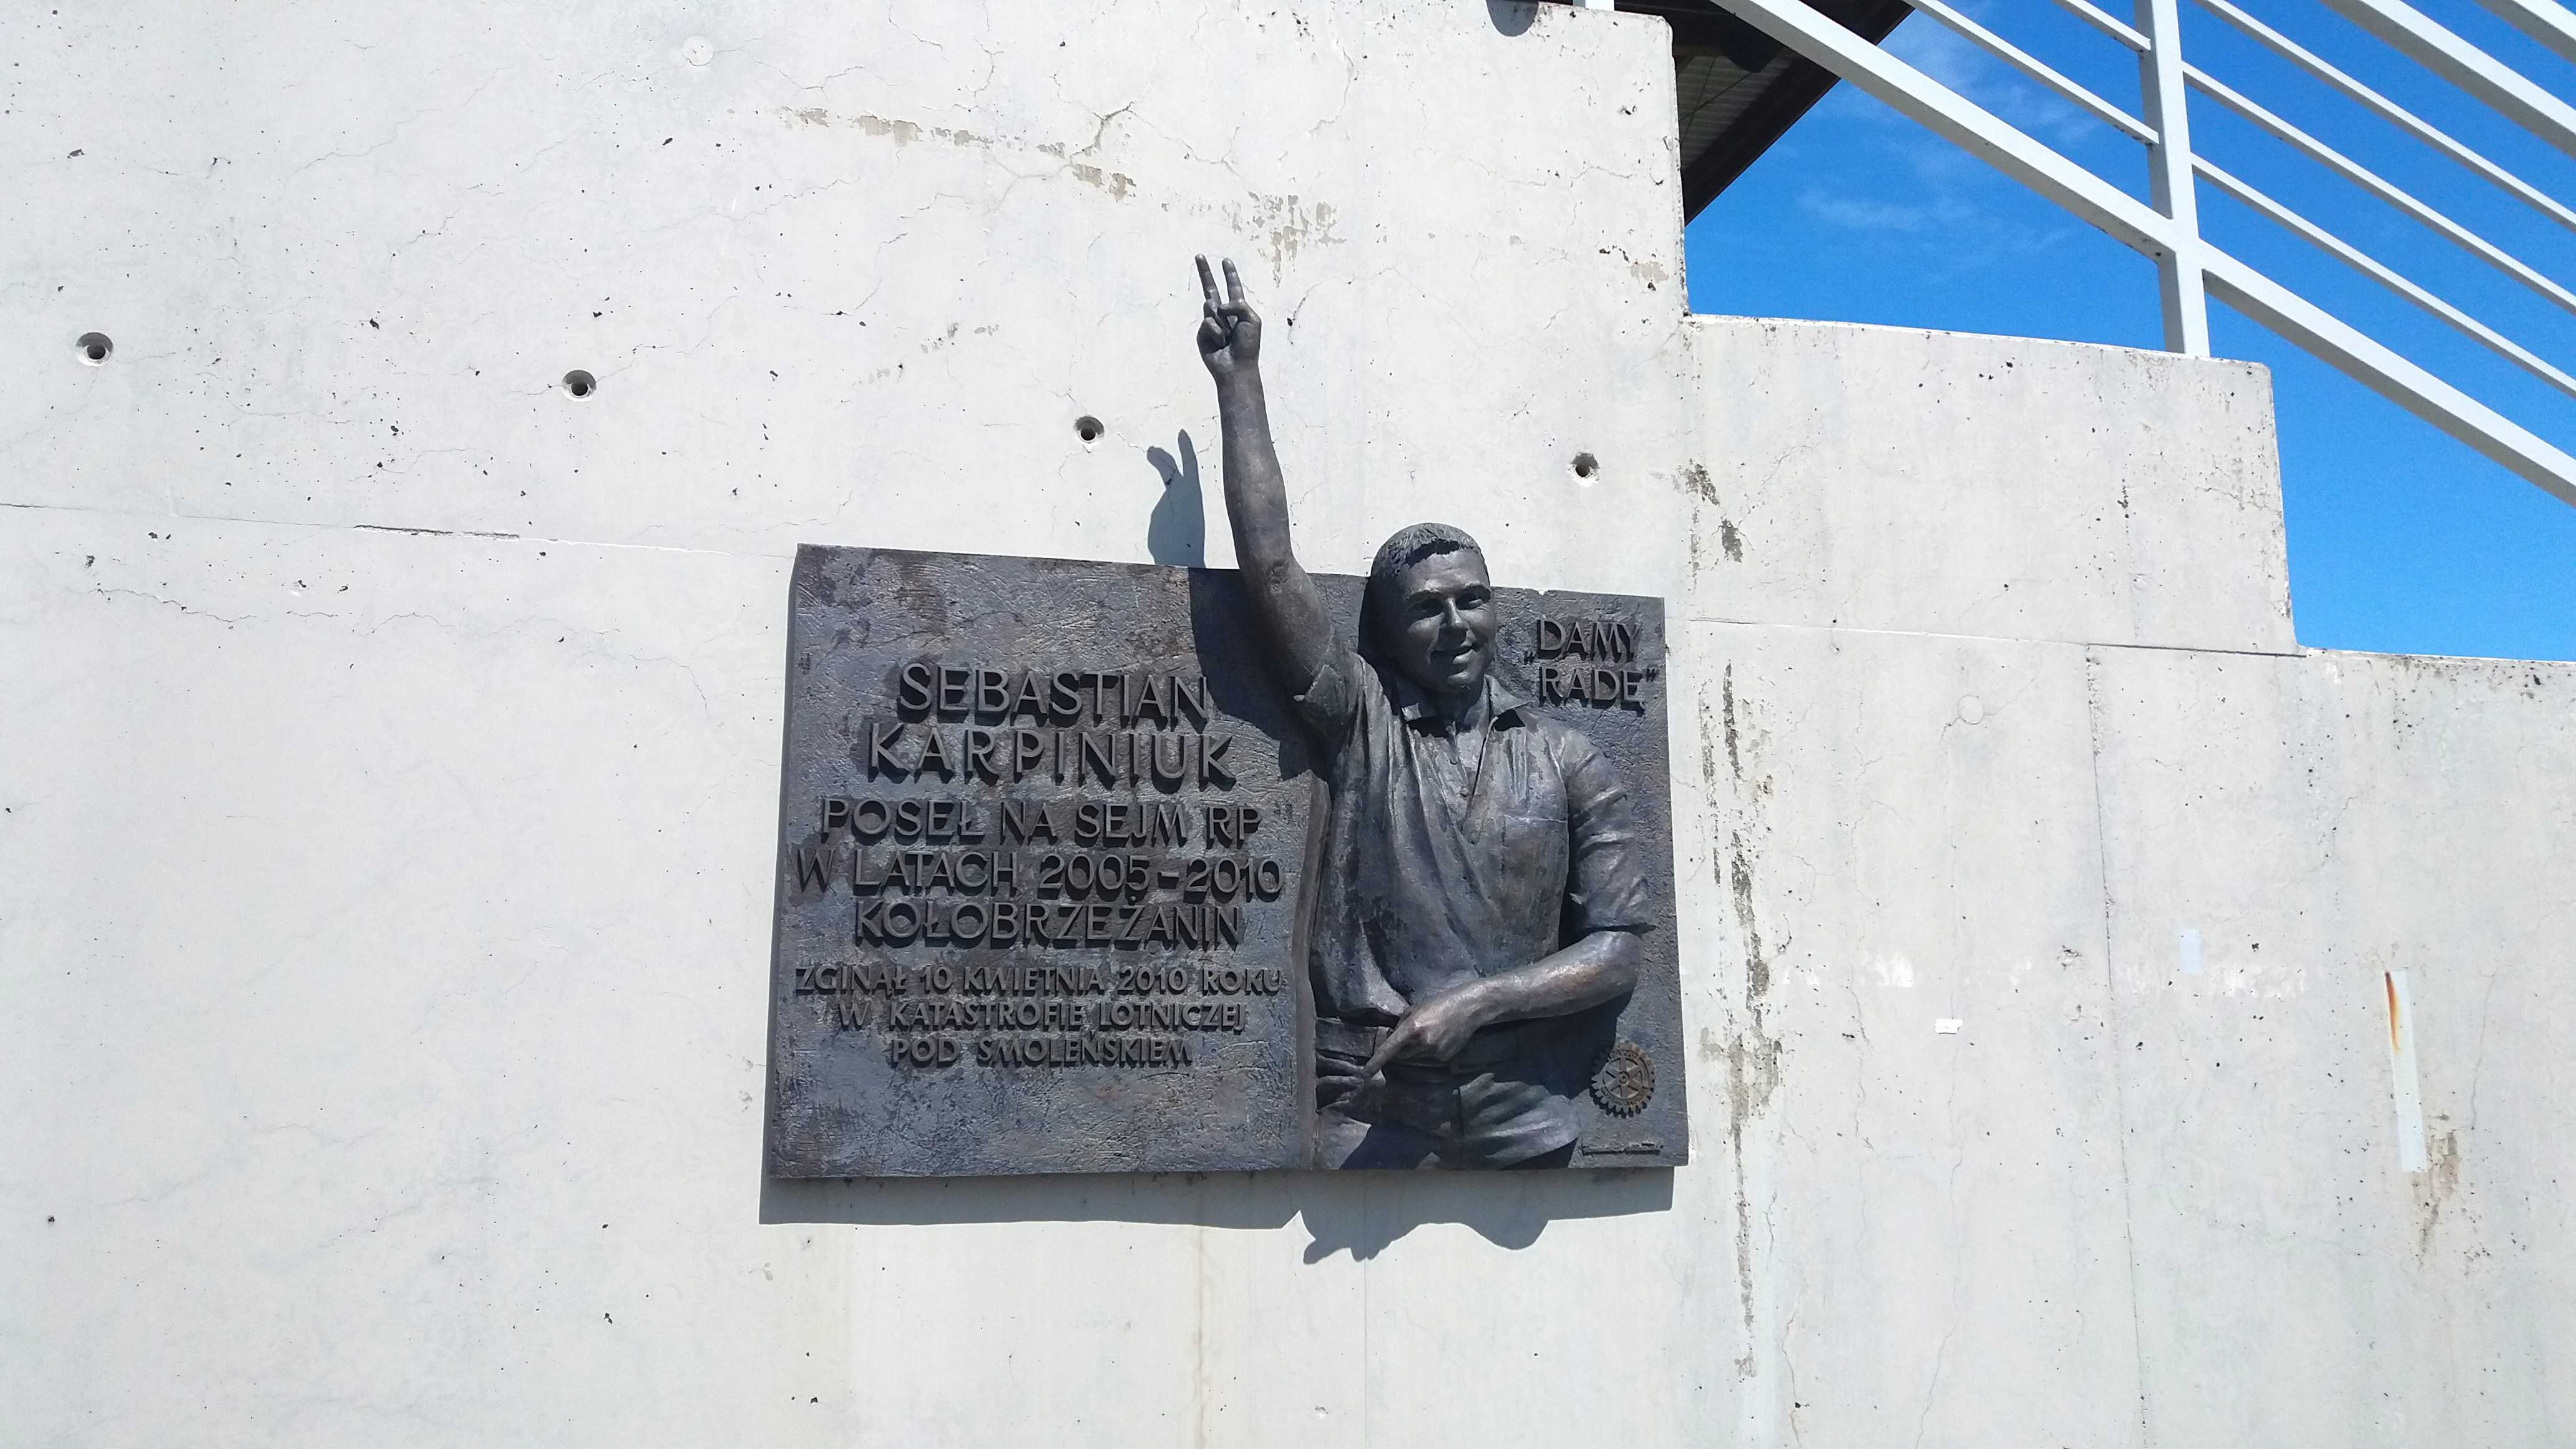 SEBASTIAN
KARPINIUK
POSEŁ NA SEJM RP
W LATACH 2005-2010
KOŁOBRZEŻANIN
ZGINĄŁ 10 KWIETNIA 2010 ROKU
W KATASTROFIE LOTNICZEJ
POD SMOLEŃSKIEM
„DAMY
RADĘ”